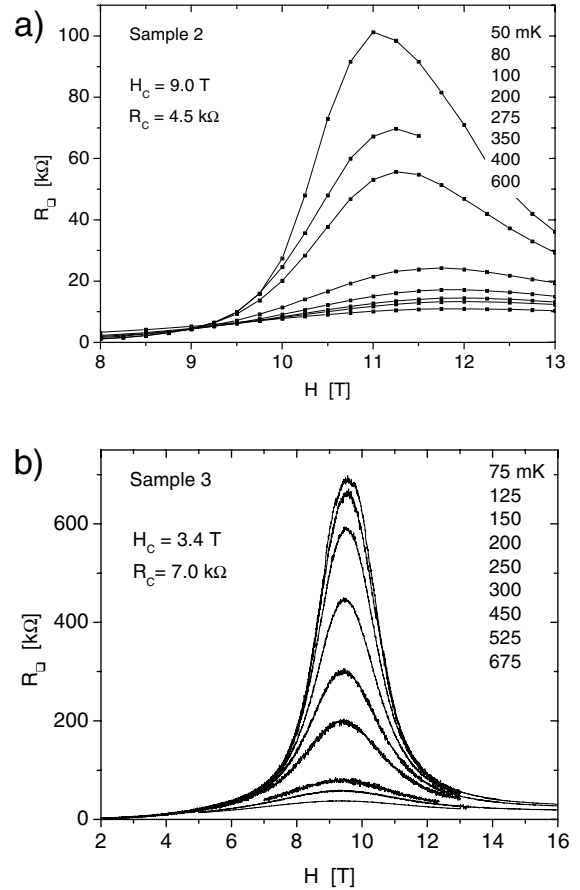 a)
Sample 2
H_C = 9.0 T
R_C = 4.5 kΩ
50 mK
80
100
200
275
350
400
600
R□ [kΩ]
100
80
60
40
20
0
8 9 10 11 12 13
H [T]
b)
Sample 3
H_C = 3.4 T
R_C = 7.0 kΩ
75 mK
125
150
200
250
300
450
525
675
R□ [kΩ]
600
400
200
0
2 4 6 8 10 12 14 16
H [T]